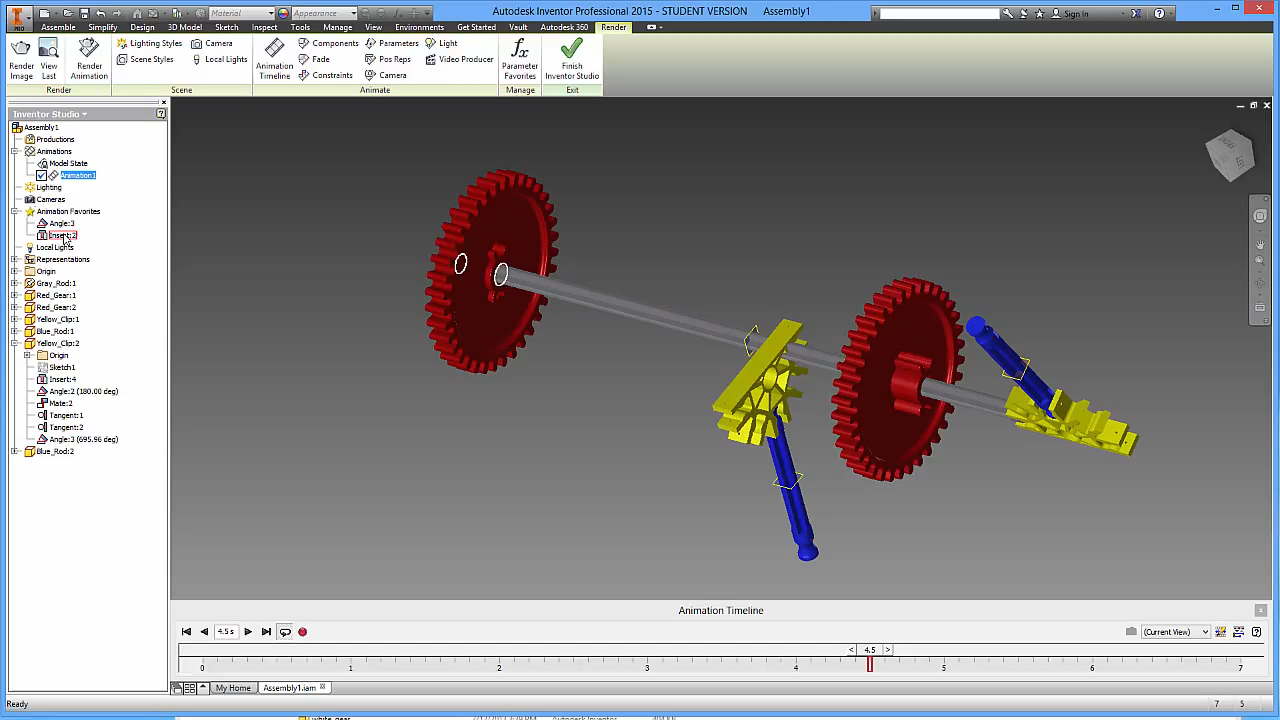 Material
Appearance
Autodesk Inventor Professional 2015 - STUDENT VERSION Assembly1
Sign In
PRO
Assemble Simplify Design 3D Model Sketch Inspect Tools Manage View Environments Get Started Vault Autodesk 360 Render
Render Image
View Last
Render Animation
Render
Lighting Styles
Camera
Scene Styles
Local Lights
Scene
Animation Timeline
Components
Parameters
Light
Fade
Pos Reps
Video Producer
Constraints
Camera
Animate
Parameter Favorites
Manage
Finish Inventor Studio
Exit
Inventor Studio
Assembly1
Productions
Animations
Model State
Animation1
Lighting
Cameras
Animation Favorites
Angle:3
Insert:2
Local Lights
Representations
Origin
Gray_Rod:1
Red_Gear:1
Red_Gear:2
Yellow_Clip:1
Blue_Rod:1
Yellow_Clip:2
Origin
Sketch1
Insert:4
Angle:2 (180.00 deg)
Mate:2
Tangent:1
Tangent:2
Angle:3 (695.96 deg)
Blue_Rod:2
Animation Timeline
4.5 s
(Current View)
< 4.5 >
0 1 2 3 4 5 6 7
My Home
Assembly1.iam
Ready
7 5